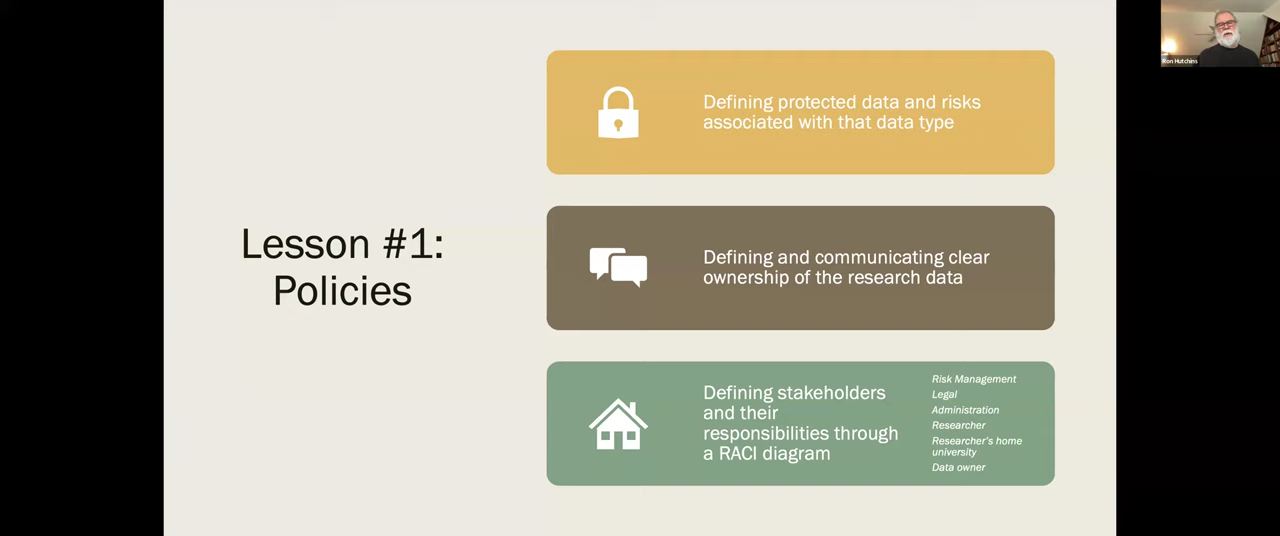 Lesson #1:
Policies
Defining protected data and risks
associated with that data type
Defining and communicating clear
ownership of the research data
Defining stakeholders
and their
responsibilities through
a RACI diagram
Risk Management
Legal
Administration
Researcher
Researcher's home
university
Data owner
Ron Hutchins